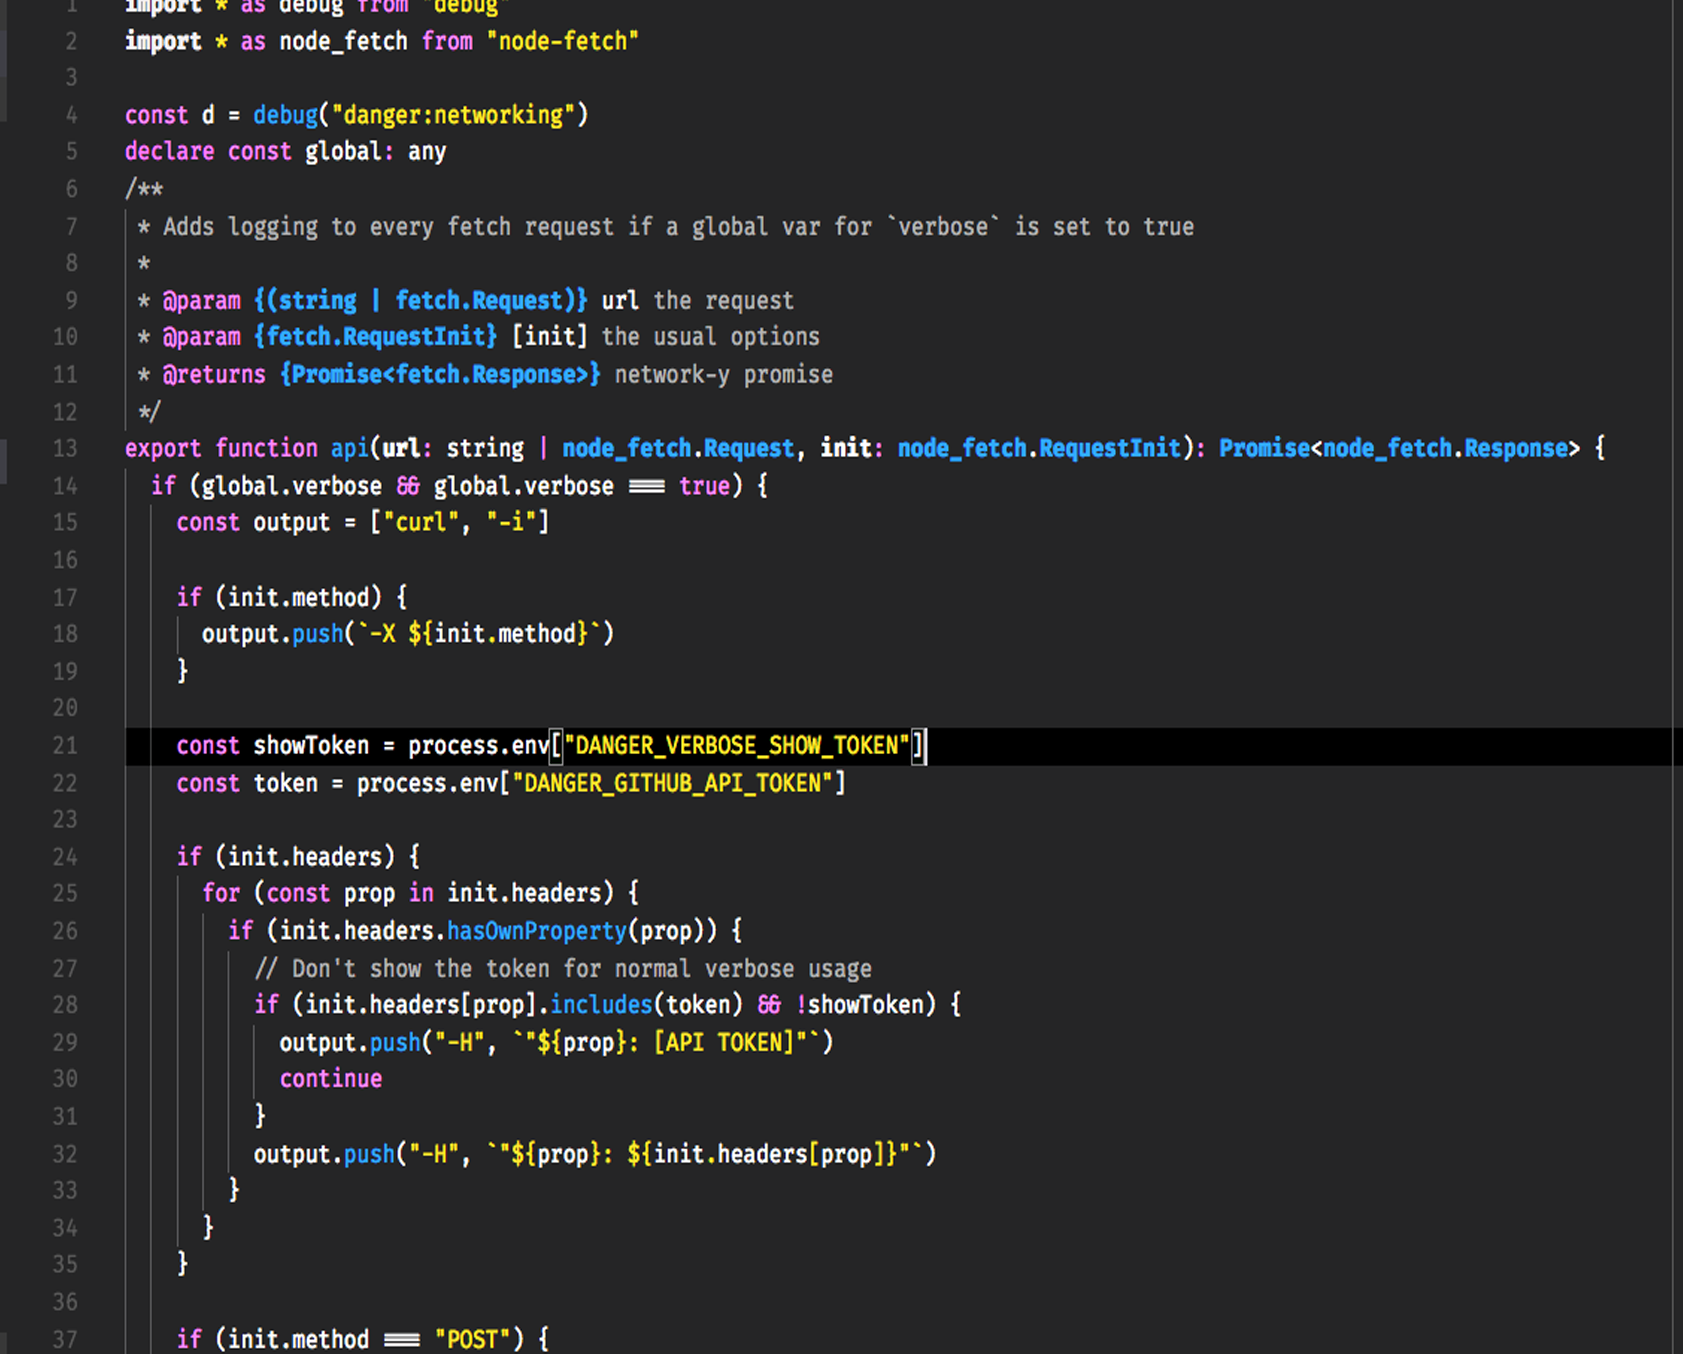 1 import * as debug from "debug"
2 import * as node_fetch from "node-fetch"
3
4 const d = debug("danger:networking")
5 declare const global: any
6 /**
7  * Adds logging to every fetch request if a global var for `verbose` is set to true
8  *
9  * @param {(string | fetch.Request)} url the request
10  * @param {fetch.RequestInit} [init] the usual options
11  * @returns {Promise<fetch.Response>} network-y promise
12  */
13 export function api(url: string | node_fetch.Request, init: node_fetch.RequestInit): Promise<node_fetch.Response> {
14   if (global.verbose && global.verbose === true) {
15     const output = ["curl", "-i"]
16
17     if (init.method) {
18       output.push(`-X ${init.method}`)
19     }
20
21     const showToken = process.env["DANGER_VERBOSE_SHOW_TOKEN"]
22     const token = process.env["DANGER_GITHUB_API_TOKEN"]
23
24     if (init.headers) {
25       for (const prop in init.headers) {
26         if (init.headers.hasOwnProperty(prop)) {
27           // Don't show the token for normal verbose usage
28           if (init.headers[prop].includes(token) && !showToken) {
29             output.push("-H", `"${prop}: [API TOKEN]"`)
30             continue
31           }
32           output.push("-H", `"${prop}: ${init.headers[prop]}"`)
33         }
34       }
35     }
36
37     if (init.method === "POST") {